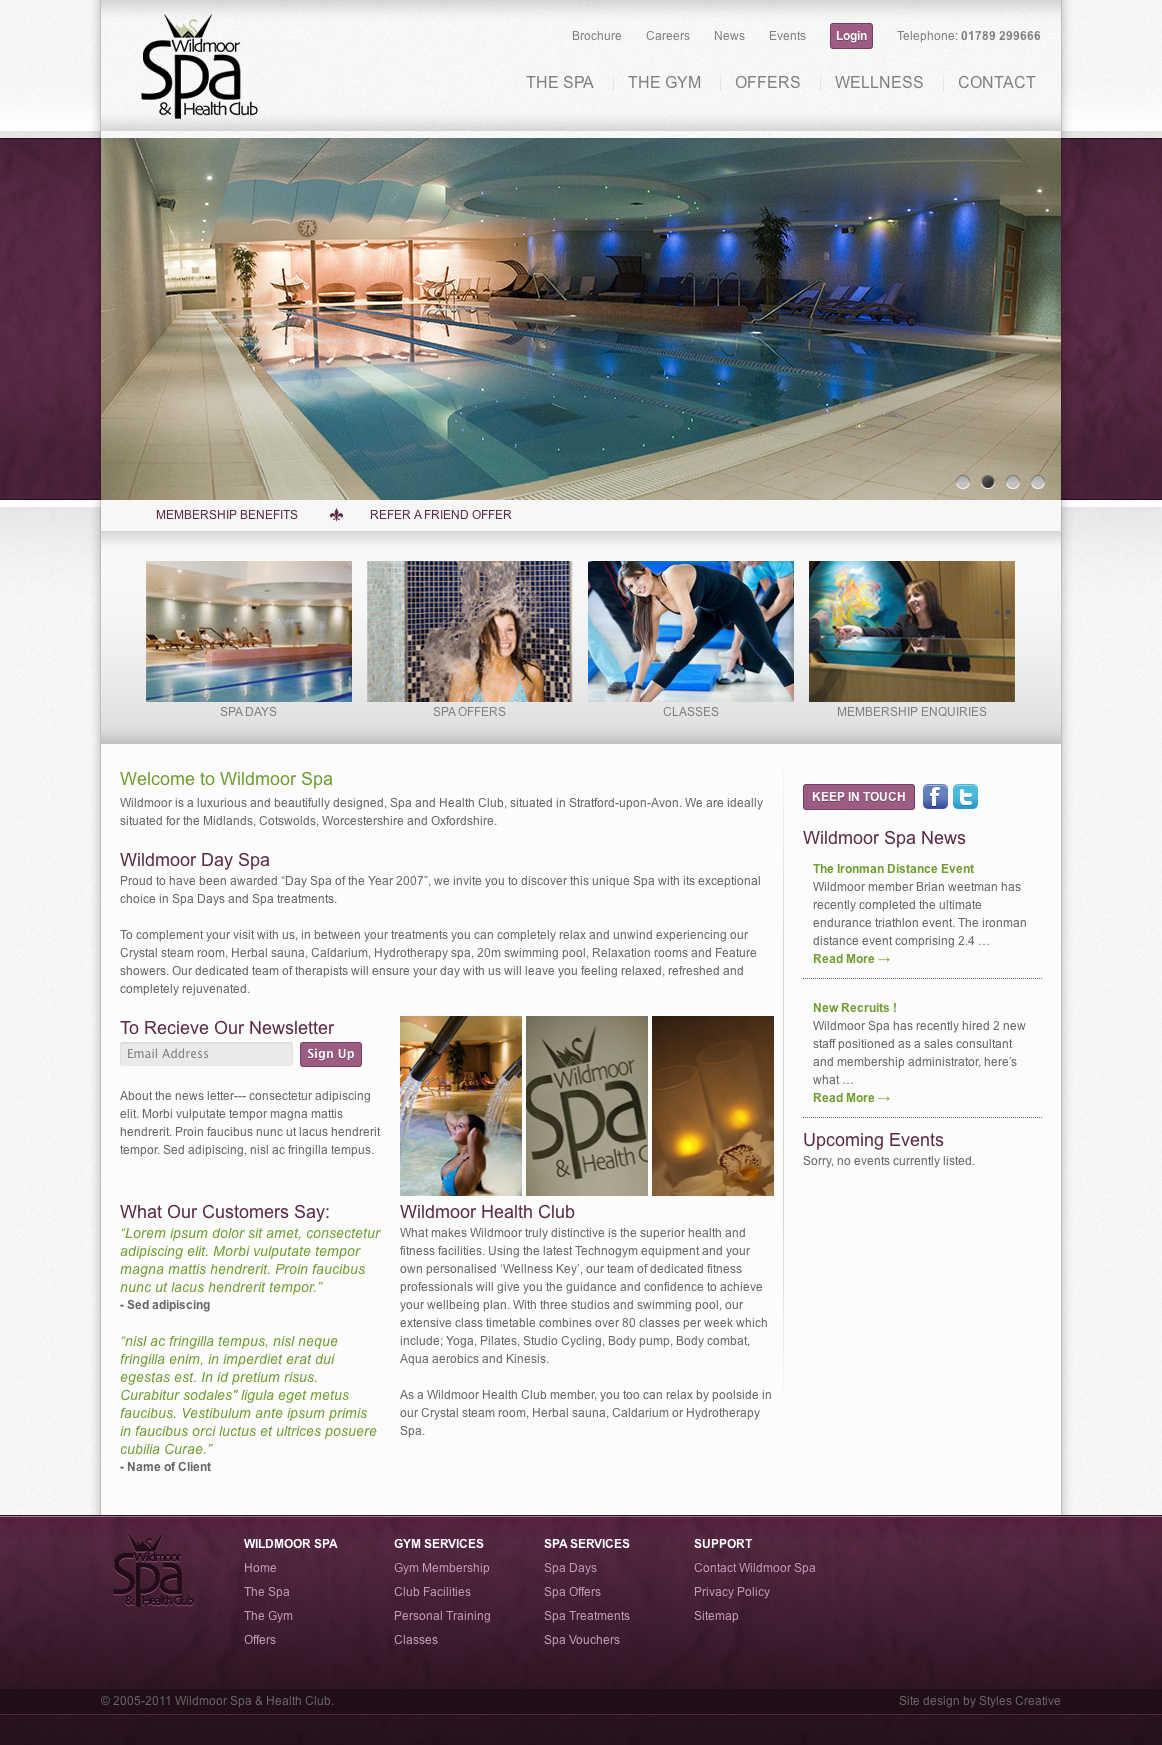 Wildmoor
Spa
& Health Club
Brochure Careers News Events Login Telephone: 01789 299666
THE SPA THE GYM OFFERS WELLNESS CONTACT
MEMBERSHIP BENEFITS REFER A FRIEND OFFER
SPA DAYS SPA OFFERS CLASSES MEMBERSHIP ENQUIRIES
Welcome to Wildmoor Spa
Wildmoor is a luxurious and beautifully designed, Spa and Health Club, situated in Stratford-upon-Avon. We are ideally
situated for the Midlands, Cotswolds, Worcestershire and Oxfordshire.
Wildmoor Day Spa
Proud to have been awarded “Day Spa of the Year 2007”, we invite you to discover this unique Spa with its exceptional
choice in Spa Days and Spa treatments.
To complement your visit with us, in between your treatments you can completely relax and unwind experiencing our
Crystal steam room, Herbal sauna, Caldarium, Hydrotherapy spa, 20m swimming pool, Relaxation rooms and Feature
showers. Our dedicated team of therapists will ensure your day with us will leave you feeling relaxed, refreshed and
completely rejuvenated.
To Recieve Our Newsletter
Email Address Sign Up
About the news letter--- consectetur adipiscing
elit. Morbi vulputate tempor magna mattis
hendrerit. Proin faucibus nunc ut lacus hendrerit
tempor. Sed adipiscing, nisl ac fringilla tempus.
Wildmoor
Spa
& Health C
What Our Customers Say:
“Lorem ipsum dolor sit amet, consectetur
adipiscing elit. Morbi vulputate tempor
magna mattis hendrerit. Proin faucibus
nunc ut lacus hendrerit tempor.”
- Sed adipiscing
“nisl ac fringilla tempus, nisl neque
fringilla enim, in imperdiet erat dui
egestas est. In id pretium risus.
Curabitur sodales" ligula eget metus
faucibus. Vestibulum ante ipsum primis
in faucibus orci luctus et ultrices posuere
cubilia Curae.”
- Name of Client
Wildmoor Health Club
What makes Wildmoor truly distinctive is the superior health and
fitness facilities. Using the latest Technogym equipment and your
own personalised ‘Wellness Key’, our team of dedicated fitness
professionals will give you the guidance and confidence to achieve
your wellbeing plan. With three studios and swimming pool, our
extensive class timetable combines over 80 classes per week which
include; Yoga, Pilates, Studio Cycling, Body pump, Body combat,
Aqua aerobics and Kinesis.
As a Wildmoor Health Club member, you too can relax by poolside in
our Crystal steam room, Herbal sauna, Caldarium or Hydrotherapy
Spa.
KEEP IN TOUCH f t
Wildmoor Spa News
The Ironman Distance Event
Wildmoor member Brian weetman has
recently completed the ultimate
endurance triathlon event. The ironman
distance event comprising 2.4 …
Read More →
New Recruits !
Wildmoor Spa has recently hired 2 new
staff positioned as a sales consultant
and membership administrator, here’s
what …
Read More →
Upcoming Events
Sorry, no events currently listed.
Wildmoor
Spa
& Health Club
WILDMOOR SPA
Home
The Spa
The Gym
Offers
GYM SERVICES
Gym Membership
Club Facilities
Personal Training
Classes
SPA SERVICES
Spa Days
Spa Offers
Spa Treatments
Spa Vouchers
SUPPORT
Contact Wildmoor Spa
Privacy Policy
Sitemap
© 2005-2011 Wildmoor Spa & Health Club. Site design by Styles Creative